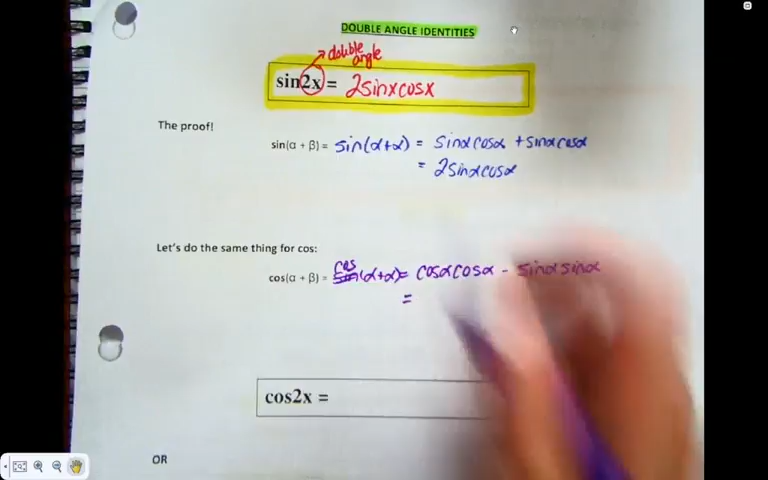 DOUBLE ANGLE IDENTITIES
double
angle
sin2x = 2sinxcosx
The proof!
sin(α + β) = sin(α+α) = sinαcosα + sinαcosα
= 2sinαcosα
Let's do the same thing for cos:
cos
cos(α + β) = sin(α+α)= cosαcosα - sinαsinα
=
cos2x =
OR